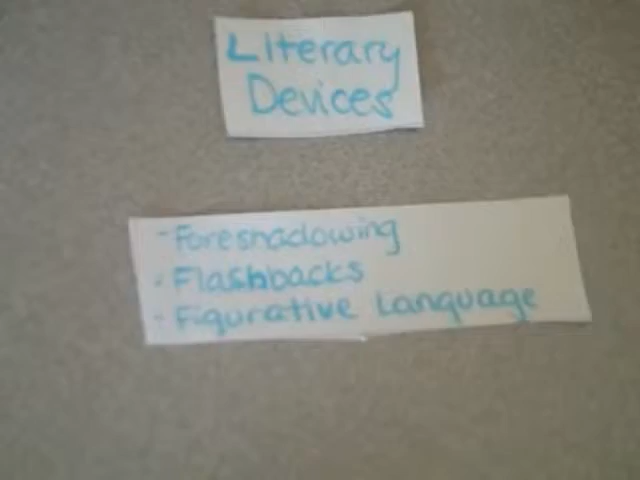 Literary
Devices
- Foreshadowing
- Flashbacks
- Figurative Language